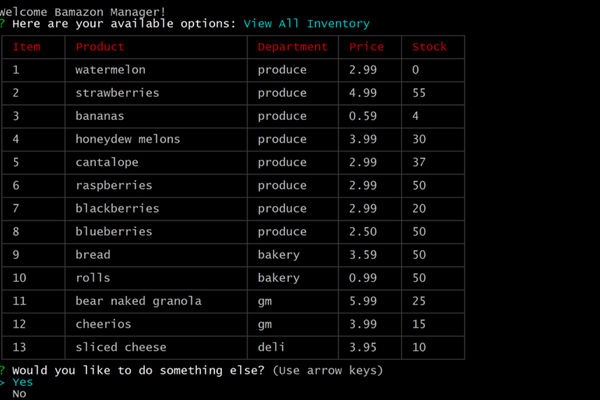 Welcome Bamazon Manager!
? Here are your available options: View All Inventory
Item Product Department Price Stock
1 watermelon produce 2.99 0
2 strawberries produce 4.99 55
3 bananas produce 0.59 4
4 honeydew melons produce 3.99 30
5 cantalope produce 2.99 37
6 raspberries produce 2.99 50
7 blackberries produce 2.99 20
8 blueberries produce 2.50 50
9 bread bakery 3.59 50
10 rolls bakery 0.99 50
11 bear naked granola gm 5.99 25
12 cheerios gm 3.99 15
13 sliced cheese deli 3.95 10
? Would you like to do something else? (Use arrow keys)
> Yes
No